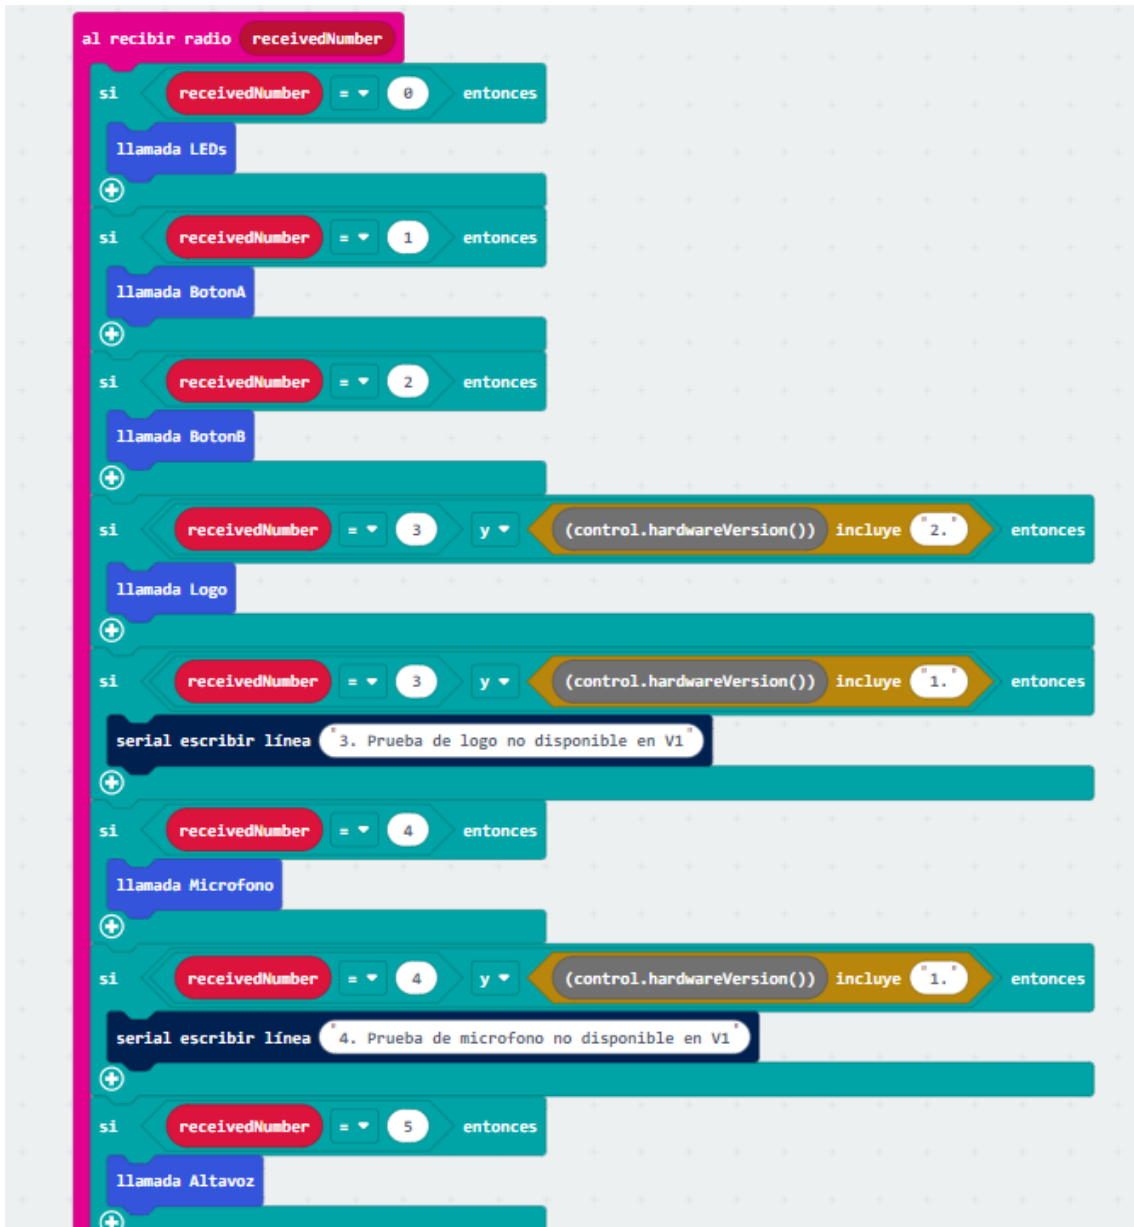 al recibir radio receivedNumber
si receivedNumber = 0 entonces
llamada LEDs
si receivedNumber = 1 entonces
llamada BotonA
si receivedNumber = 2 entonces
llamada BotonB
si receivedNumber = 3 y (control.hardwareVersion()) incluye "2." entonces
llamada Logo
si receivedNumber = 3 y (control.hardwareVersion()) incluye "1." entonces
serial escribir línea "3. Prueba de logo no disponible en V1"
si receivedNumber = 4 entonces
llamada Microfono
si receivedNumber = 4 y (control.hardwareVersion()) incluye "1." entonces
serial escribir línea "4. Prueba de microfono no disponible en V1"
si receivedNumber = 5 entonces
llamada Altavoz